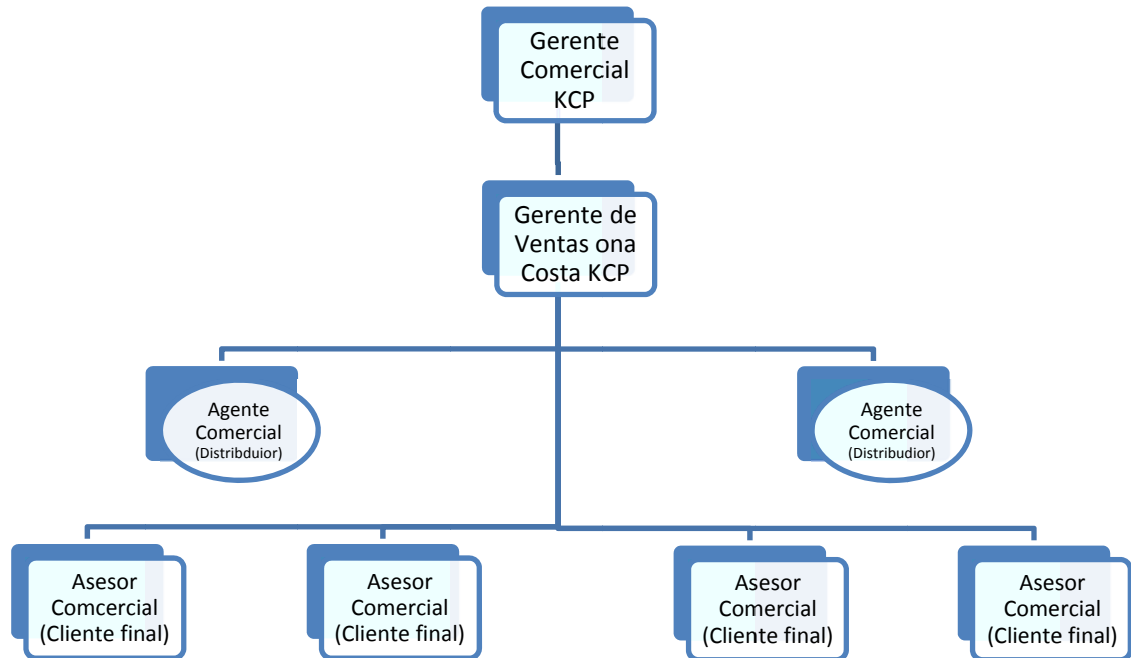 Gerente
Comercial
KCP
Gerente de
Ventas ona
Costa KCP
Agente
Comercial
(Distribduior)
Agente
Comercial
(Distribudior)
Asesor
Comcercial
(Cliente final)
Asesor
Comercial
(Cliente final)
Asesor
Comercial
(Cliente final)
Asesor
Comercial
(Cliente final)